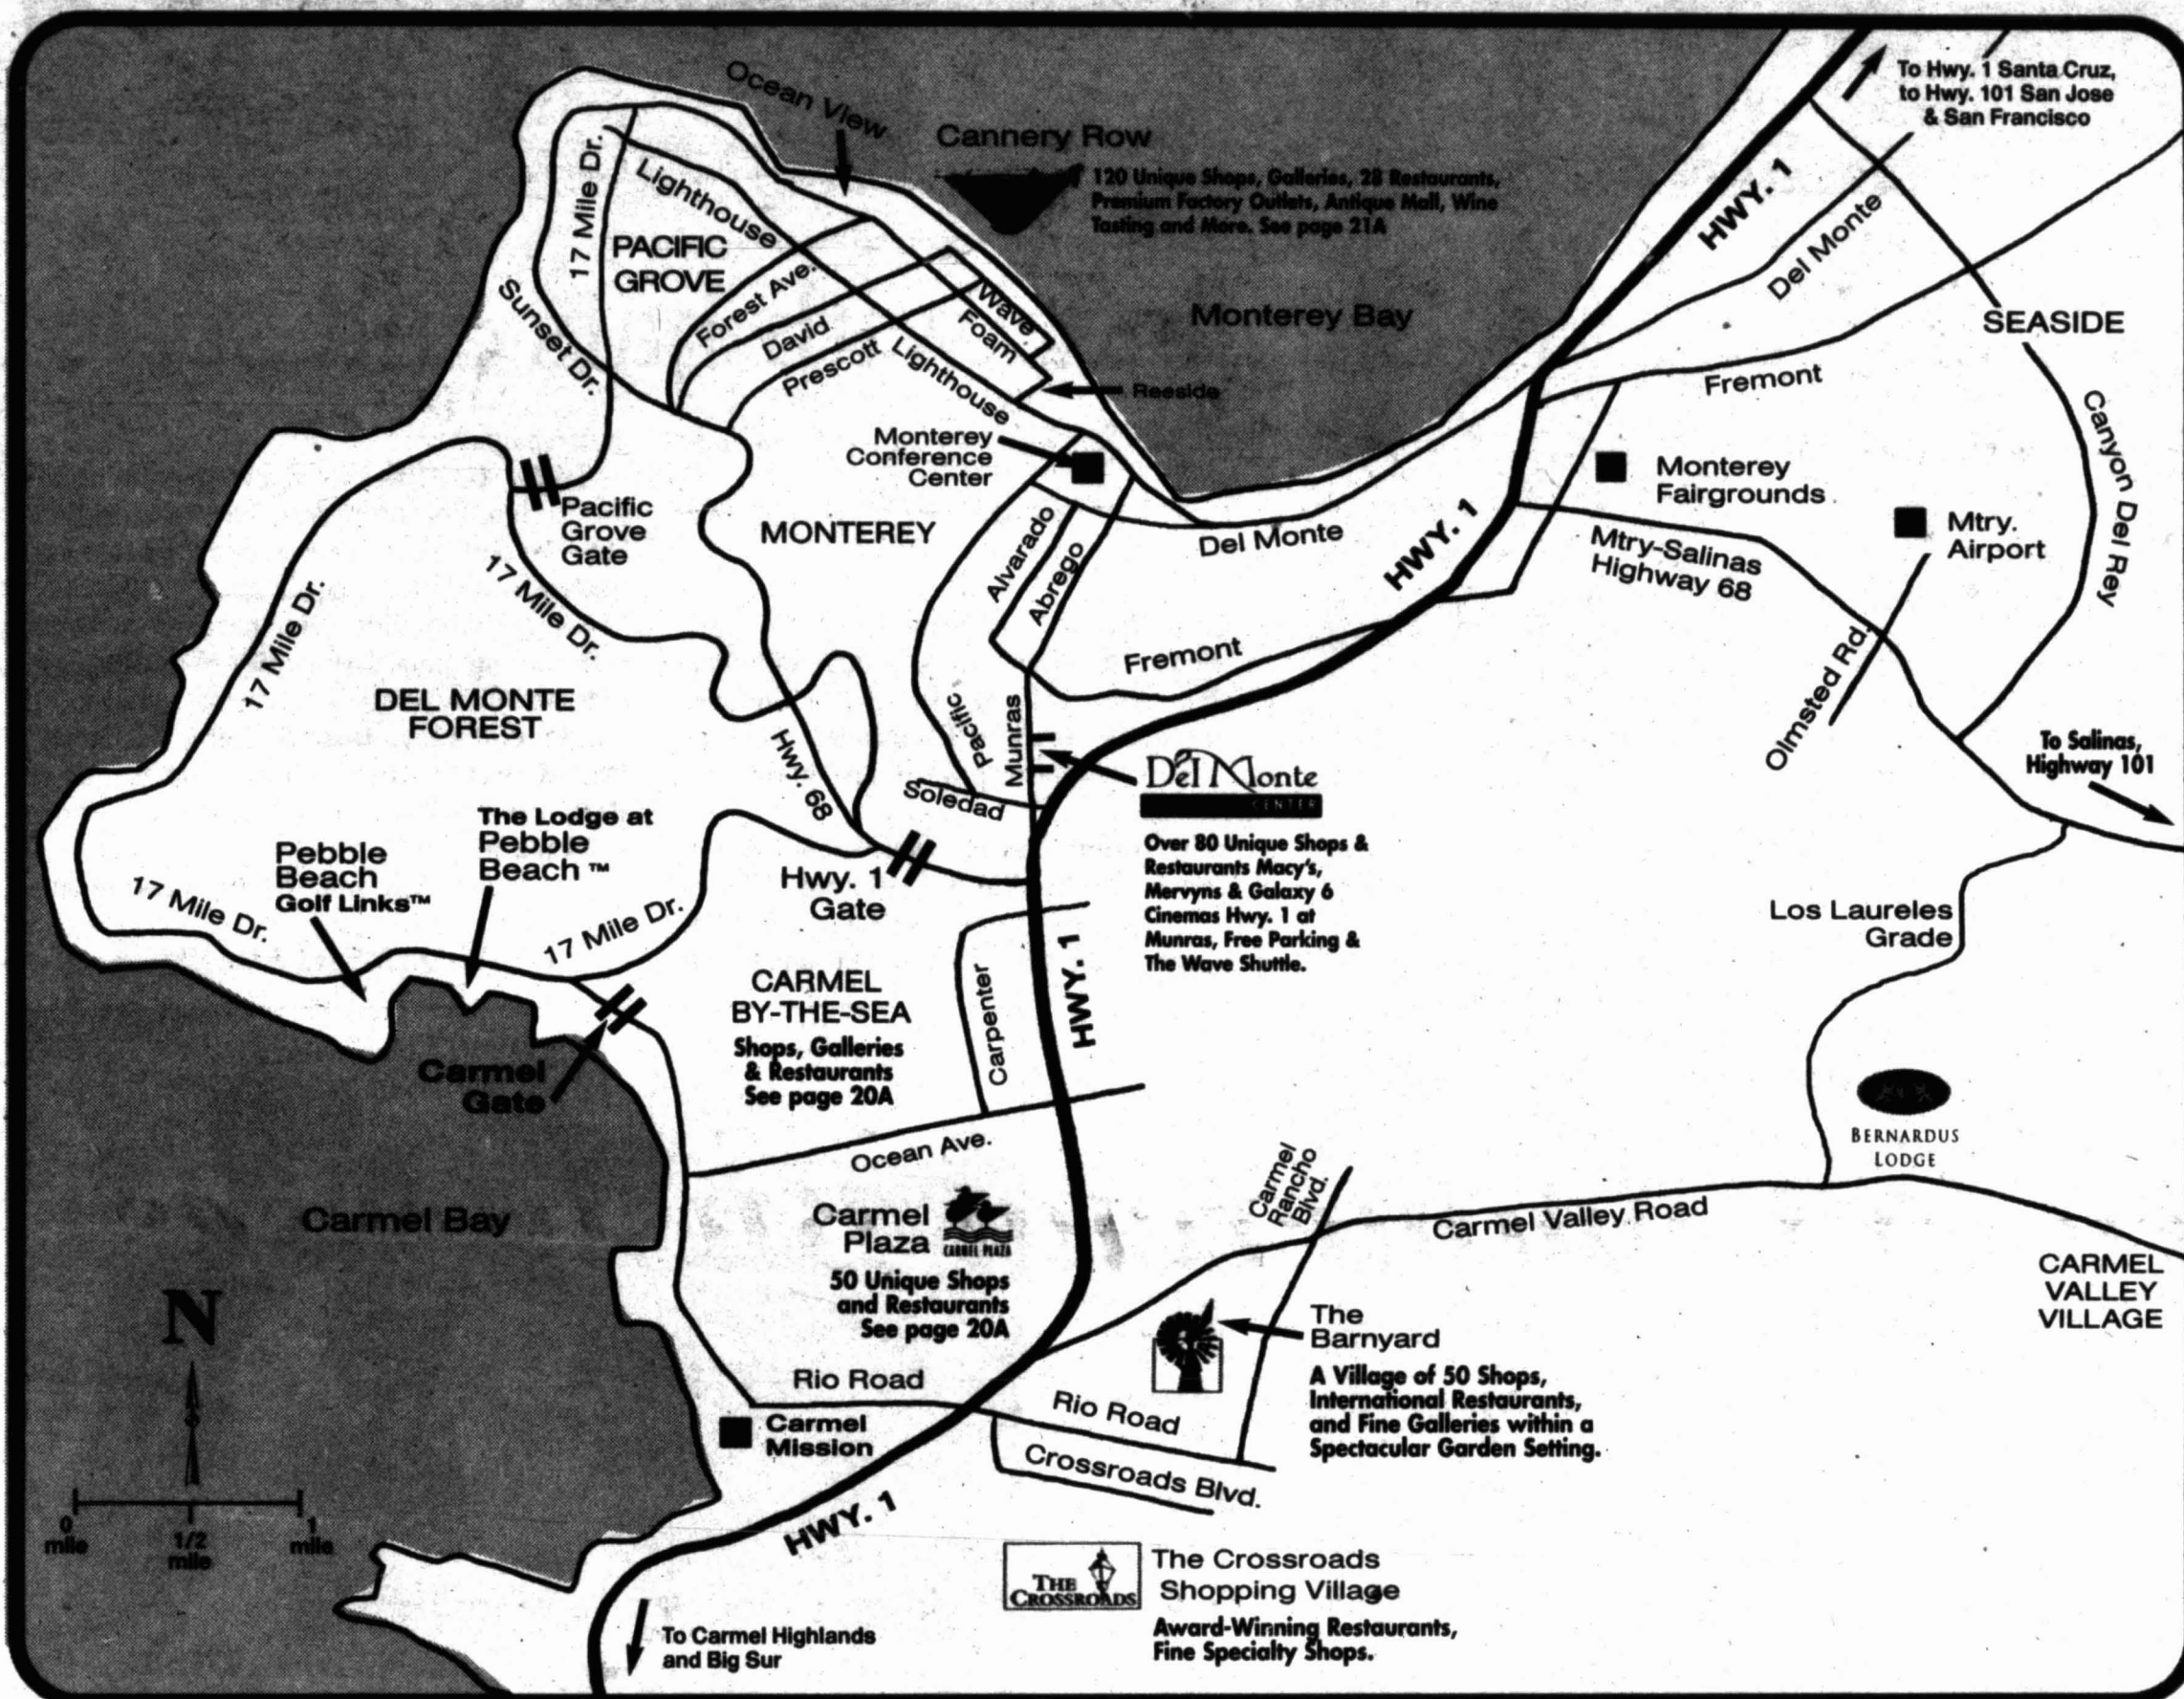 Ocean View
Cannery Row
120 Unique Shops, Galleries, 28 Restaurants,
Premium Factory Outlets, Antique Mall, Wine
Tasting and More. See page 21A
To Hwy. 1 Santa Cruz,
to Hwy. 101 San Jose
& San Francisco
HWY. 1
Del Monte
17 Mile Dr.
Lighthouse
PACIFIC
GROVE
Sunset Dr.
Forest Ave.
David
Prescott
Lighthouse
Wave
Foam
Reeside
Monterey Bay
SEASIDE
Fremont
Canyon Del Rey
Monterey
Conference
Center
Monterey
Fairgrounds
Mtry.
Airport
Pacific
Grove
Gate
MONTEREY
Alvarado
Abrego
Del Monte
HWY. 1
Mtry-Salinas
Highway 68
17 Mile Dr.
17 Mile Dr.
Fremont
Olmsted Rd.
DEL MONTE
FOREST
Pacific
Munras
Hwy. 68
Soledad
Del Monte
CENTER
Over 80 Unique Shops &
Restaurants Macy's,
Mervyns & Galaxy 6
Cinemas Hwy. 1 at
Munras, Free Parking &
The Wave Shuttle.
To Salinas,
Highway 101
The Lodge at
Pebble
Beach ™
Pebble
Beach
Golf Links™
17 Mile Dr.
17 Mile Dr.
Hwy. 1
Gate
Los Laureles
Grade
CARMEL
BY-THE-SEA
Shops, Galleries
& Restaurants
See page 20A
Carpenter
HWY. 1
Carmel
Gate
BERNARDUS
LODGE
Ocean Ave.
Carmel
Rancho
Blvd.
Carmel Bay
Carmel
Plaza
CARMEL PLAZA
50 Unique Shops
and Restaurants
See page 20A
Carmel Valley Road
CARMEL
VALLEY
VILLAGE
N
The
Barnyard
A Village of 50 Shops,
International Restaurants,
and Fine Galleries within a
Spectacular Garden Setting.
Rio Road
Rio Road
Carmel
Mission
Crossroads Blvd.
HWY. 1
0
mile
1/2
mile
1
mile
THE
CROSSROADS
The Crossroads
Shopping Village
Award-Winning Restaurants,
Fine Specialty Shops.
To Carmel Highlands
and Big Sur